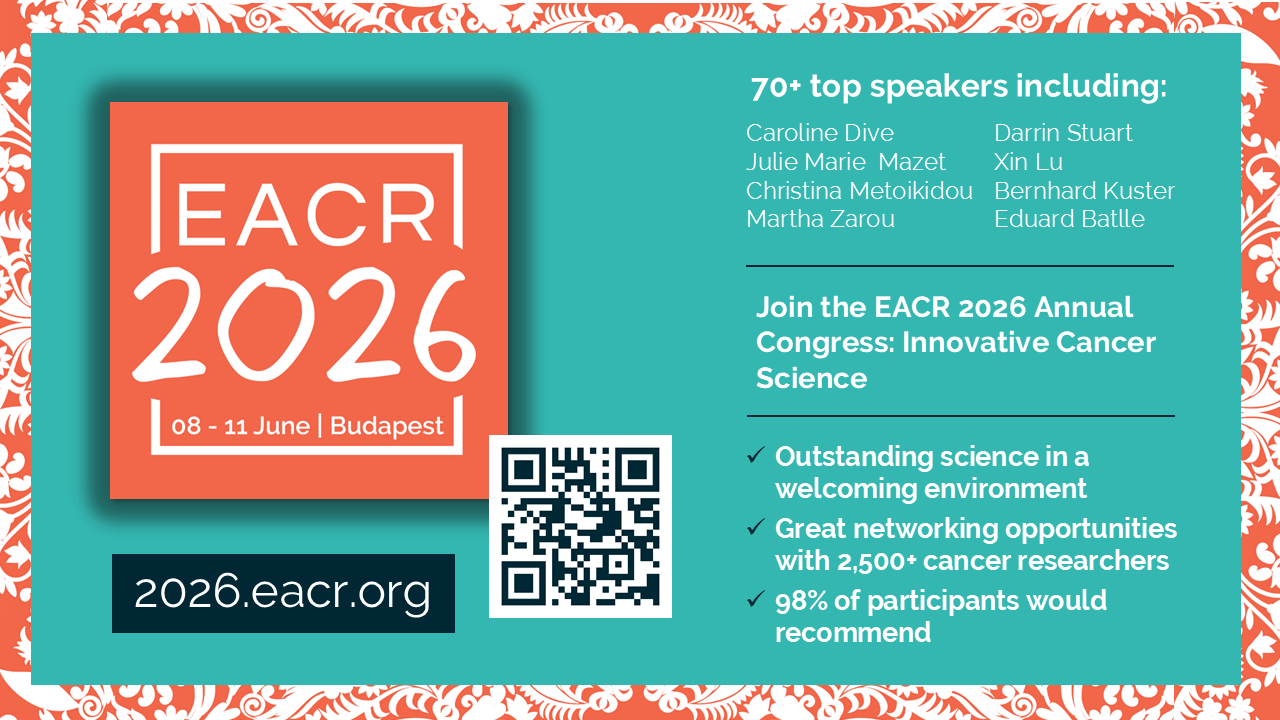 EACR
2026
08 - 11 June | Budapest
2026.eacr.org
70+ top speakers including:
Caroline Dive
Julie Marie  Mazet
Christina Metoikidou
Martha Zarou
Darrin Stuart
Xin Lu
Bernhard Kuster
Eduard Batlle
Join the EACR 2026 Annual
Congress: Innovative Cancer
Science
✓ Outstanding science in a
welcoming environment
✓ Great networking opportunities
with 2,500+ cancer researchers
✓ 98% of participants would
recommend